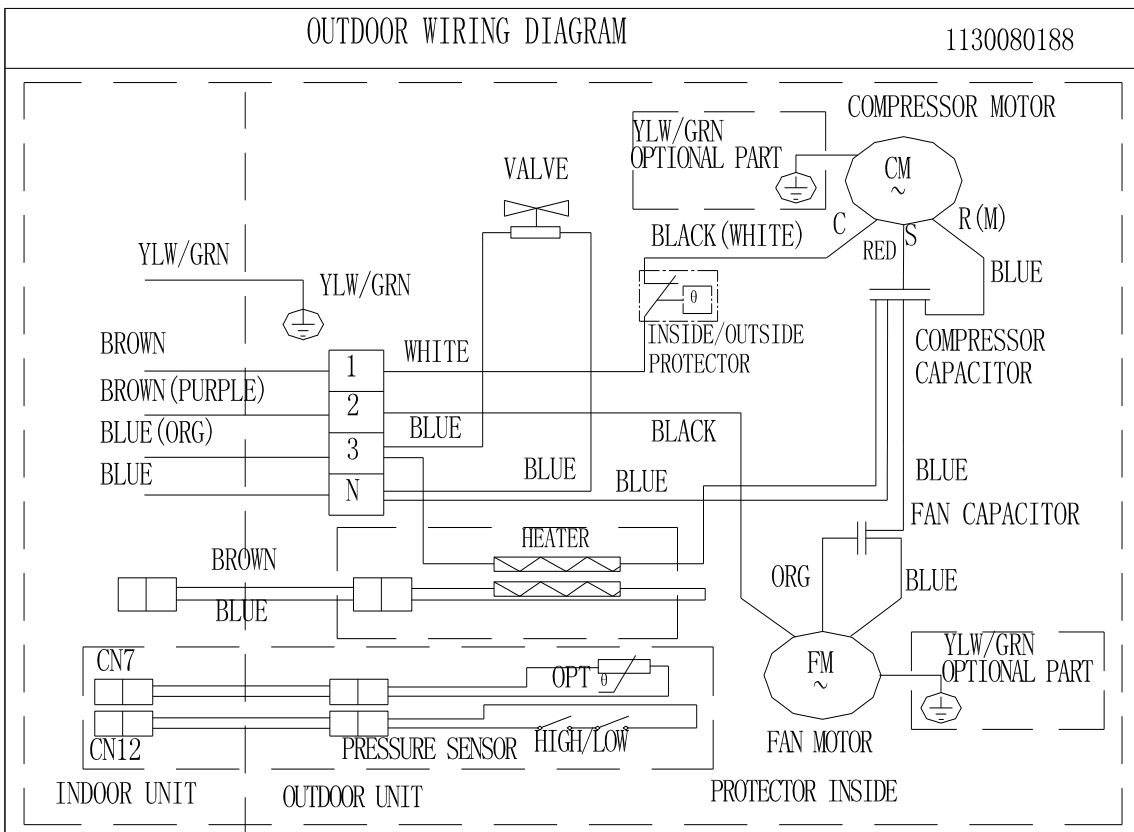 OUTDOOR WIRING DIAGRAM
1130080188
COMPRESSOR MOTOR
YLW/GRN
OPTIONAL PART
CM
~
VALVE
C
S
R(M)
BLACK(WHITE)
RED
BLUE
YLW/GRN
YLW/GRN
θ
INSIDE/OUTSIDE
PROTECTOR
COMPRESSOR
CAPACITOR
BROWN
1
WHITE
BROWN(PURPLE)
2
BLUE(ORG)
3
BLUE
BLACK
BLUE
N
BLUE
BLUE
BLUE
FAN CAPACITOR
HEATER
BROWN
BLUE
ORG
BLUE
YLW/GRN
OPTIONAL PART
FM
~
FAN MOTOR
CN7
OPT
θ
CN12
PRESSURE SENSOR
HIGH/LOW
INDOOR UNIT
OUTDOOR UNIT
PROTECTOR INSIDE